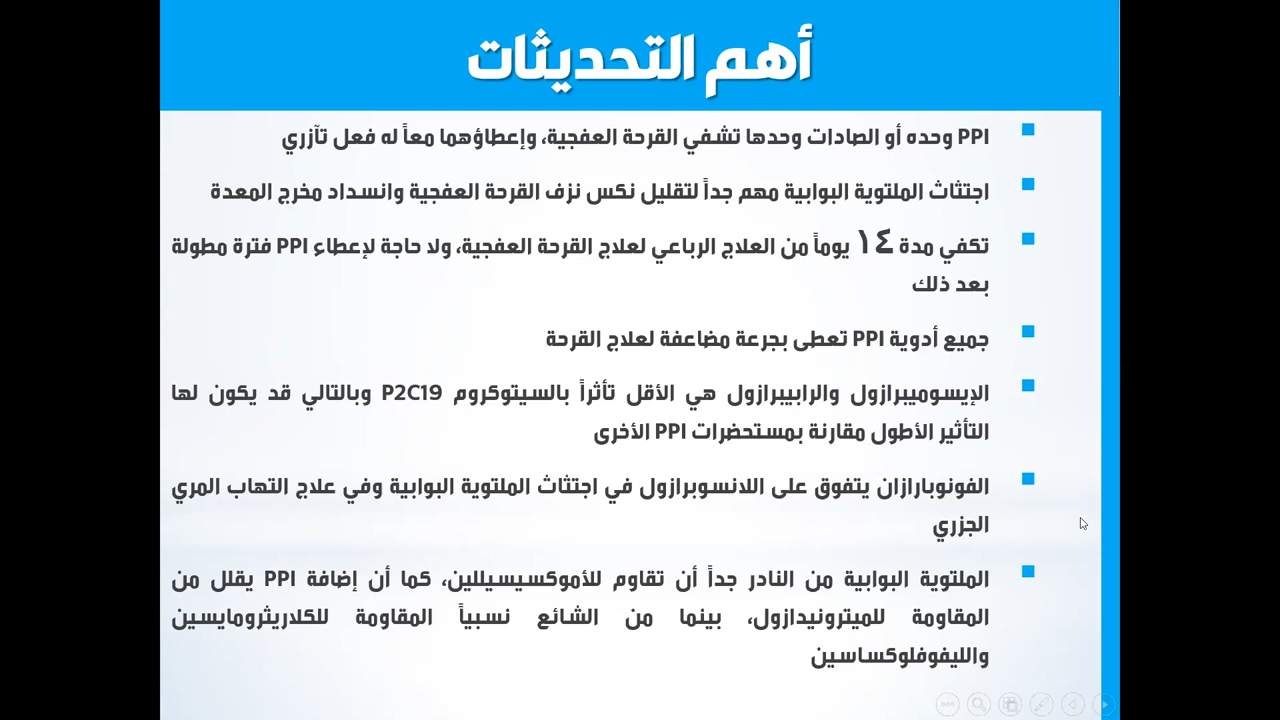 أهم التحديثات
PPI وحده أو الصادات وحدها تشفي القرحة العفجية، وإعطاؤهما معاً له فعل تآزري
اجتثاث الملتوية البوابية مهم جداً لتقليل نكس نزف القرحة العفجية وانسداد مخرج المعدة
تكفي مدة ١٤ يوماً من العلاج الرباعي لعلاج القرحة العفجية، ولا حاجة لإعطاء PPI فترة مطولة
بعد ذلك
جميع أدوية PPI تعطى بجرعة مضاعفة لعلاج القرحة
الإيسوميبرازول والرابيبرازول هي الأقل تأثراً بالسيتوكروم P2C19 وبالتالي قد يكون لها
التأثير الأطول مقارنة بمستحضرات PPI الأخرى
الفونوبارازان يتفوق على اللانسوبرازول في اجتثاث الملتوية البوابية وفي علاج التهاب المري
الجزري
الملتوية البوابية من النادر جداً أن تقاوم للأموكسيسيللين، كما أن إضافة PPI يقلل من
المقاومة للميترونيدازول، بينما من الشائع نسبياً المقاومة للكلاريثرومايسين
والليفوفلوكساسين